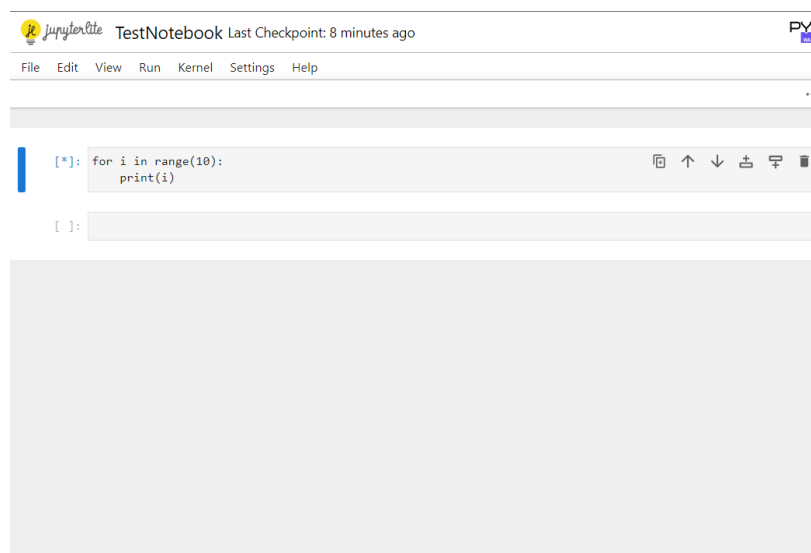 jupyterlite TestNotebook Last Checkpoint: 8 minutes ago
File Edit View Run Kernel Settings Help
[*]: for i in range(10):
print(i)
[ ]: